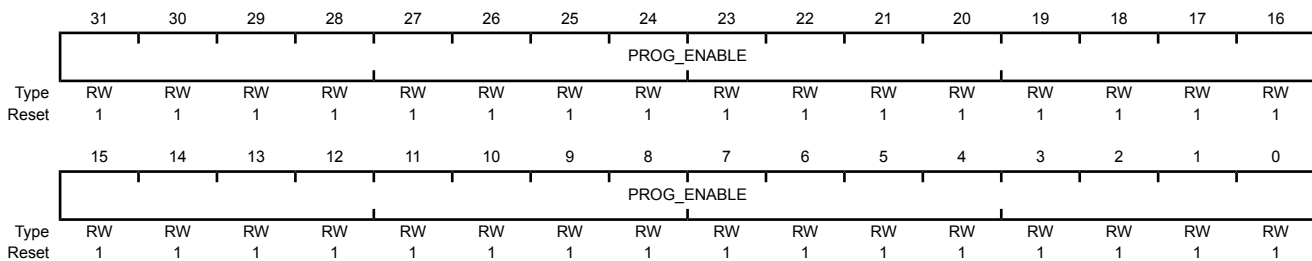 31 30 29 28 27 26 25 24 23 22 21 20 19 18 17 16
PROG_ENABLE
Type RW RW RW RW RW RW RW RW RW RW RW RW RW RW RW RW
Reset 1 1 1 1 1 1 1 1 1 1 1 1 1 1 1 1
15 14 13 12 11 10 9 8 7 6 5 4 3 2 1 0
PROG_ENABLE
Type RW RW RW RW RW RW RW RW RW RW RW RW RW RW RW RW
Reset 1 1 1 1 1 1 1 1 1 1 1 1 1 1 1 1